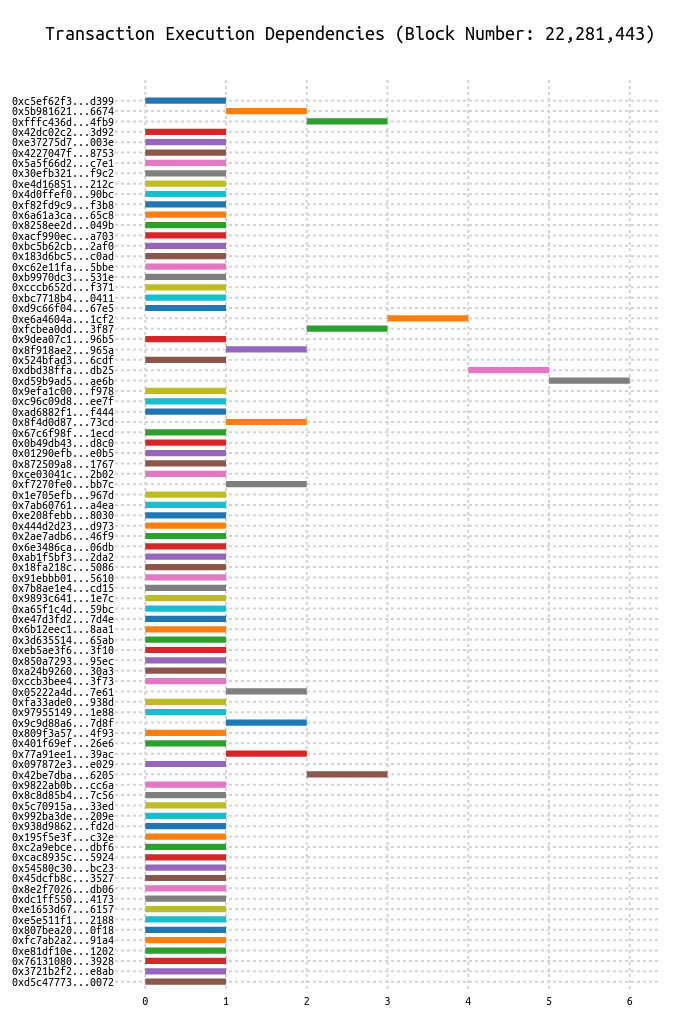 Transaction Execution Dependencies (Block Number: 22,281,443)
0xc5ef62f3...d399
0x5b981621...6674
0xfffc436d...4fb9
0x42dc02c2...3d92
0xe37275d7...003e
0x4227047f...8753
0x5a5f66d2...c7e1
0x30efb321...f9c2
0xe4d16851...212c
0x4d0ffef0...90bc
0xf82fd9c9...f3b8
0x6a61a3ca...65c8
0x8258ee2d...049b
0xacf990ec...a703
0xbc5b62cb...2af0
0x183d6bc5...c0ad
0xc62e11fa...5bbe
0xb9970dc3...531e
0xcccb652d...f371
0xbc7718b4...0411
0xd9c66f04...67e5
0xe6a4604a...1cf2
0xfcbea0dd...3f87
0x9dea07c1...96b5
0x8f918ae2...965a
0x524bfad3...6cdf
0xdbd38ffa...db25
0xd59b9ad5...ae6b
0x9efa1c00...f978
0xc96c09d8...ee7f
0xad6882f1...f444
0x8f4d0d87...73cd
0x67c6f98f...1ecd
0x0b49db43...d8c0
0x01290efb...e0b5
0x872509a8...1767
0xce03041c...2b02
0xf7270fe0...bb7c
0x1e705efb...967d
0x7ab60761...a4ea
0xe208febb...8030
0x444d2d23...d973
0x2ae7adb6...46f9
0x6e3486ca...06db
0xab1f5bf3...2da2
0x18fa218c...5086
0x91ebbb01...5610
0x7b8ae1e4...cd15
0x9893c641...1e7c
0xa65f1c4d...59bc
0xe47d3fd2...7d4e
0x6b12eec1...8aa1
0x3d635514...65ab
0xeb5ae3f6...3f10
0x850a7293...95ec
0xa24b9260...30a3
0xccb3bee4...3f73
0x05222a4d...7e61
0xfa33ade0...938d
0x97955149...1e88
0x9c9d88a6...7d8f
0x809f3a57...4f93
0x401f69ef...26e6
0x77a91ee1...39ac
0x097872e3...e029
0x42be7dba...6205
0x9822ab0b...cc6a
0x8c8d85b4...7c56
0x5c70915a...33ed
0x992ba3de...209e
0x938d9862...fd2d
0x195f5e3f...c32e
0xc2a9ebce...dbf6
0xcac8935c...5924
0x54580c30...bc23
0x45dcfb8c...3527
0x8e2f7026...db06
0xdc1ff550...4173
0xe1653d67...6157
0xe5e511f1...2188
0x807bea20...0f18
0xfc7ab2a2...91a4
0xe81df10e...1202
0x76131080...3928
0x3721b2f2...e8ab
0xd5c47773...0072
0 1 2 3 4 5 6